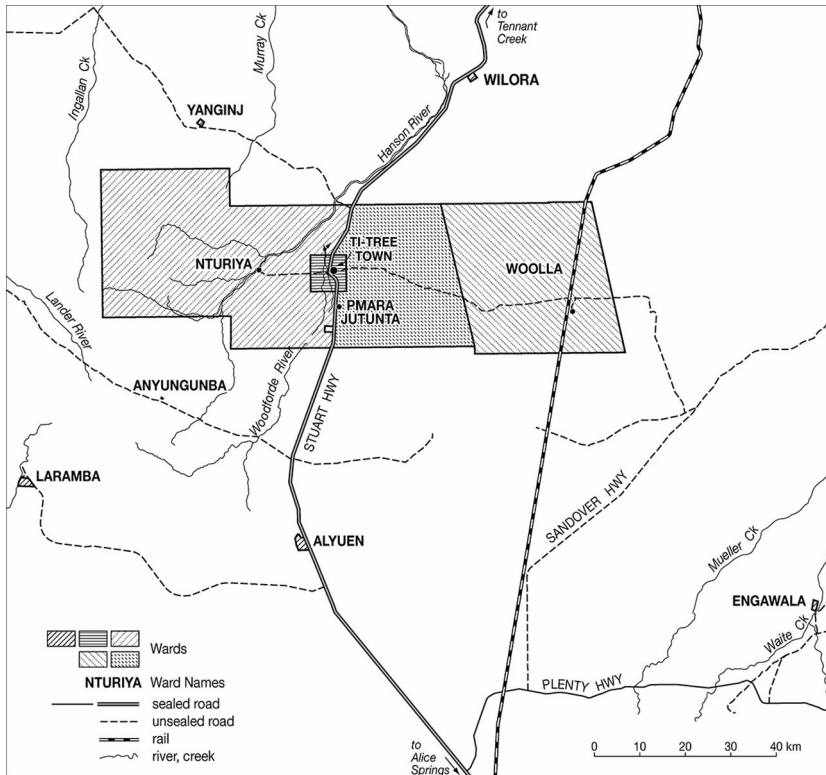 to
Tennant
Creek
Ingallan Ck
Murray Ck
WILORA
YANGINJ
Hanson River
TI-TREE
TOWN
NTURIYA
WOOLLA
PMARA
JUTUNTA
Lander River
ANYUNGUNBA
Woodforde River
STUART HWY
LARAMBA
SANDOVER HWY
ALYUEN
Mueller Ck
ENGAWALA
Waite Ck
PLENTY HWY
Wards
NTURIYA Ward Names
sealed road
unsealed road
rail
river, creek
to
Alice
Springs
0 10 20 30 40 km